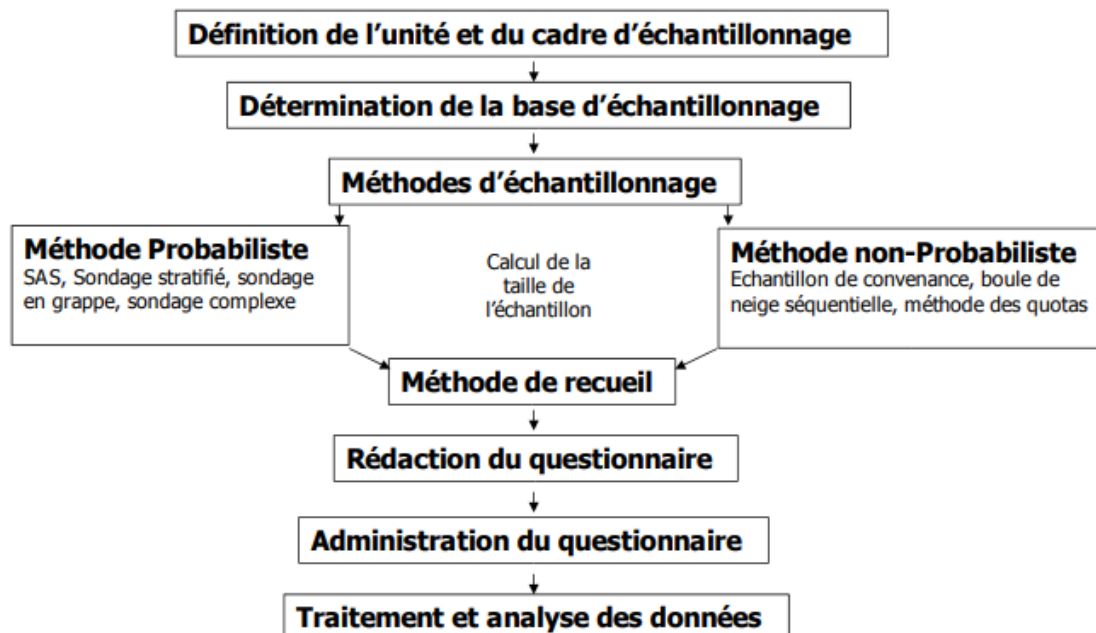 Définition de l’unité et du cadre d’échantillonnage
Détermination de la base d’échantillonnage
Méthodes d’échantillonnage
Méthode Probabiliste
SAS, Sondage stratifié, sondage
en grappe, sondage complexe
Calcul de la
taille de
l’échantillon
Méthode non-Probabiliste
Echantillon de convenance, boule de
neige séquentielle, méthode des quotas
Méthode de recueil
Rédaction du questionnaire
Administration du questionnaire
Traitement et analyse des données